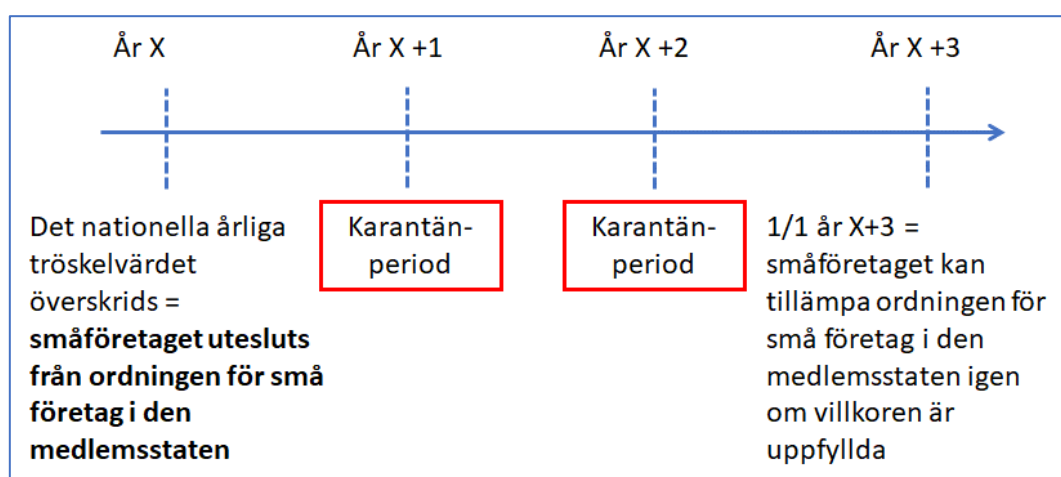 År X
År X +1
År X +2
År X +3
Det nationella årliga
tröskelvärdet
överskrids =
småföretaget utesluts
från ordningen för små
företag i den
medlemsstaten
Karantän-
period
Karantän-
period
1/1 år X+3 =
småföretaget kan
tillämpa ordningen för
små företag i den
medlemsstaten igen
om villkoren är
uppfyllda